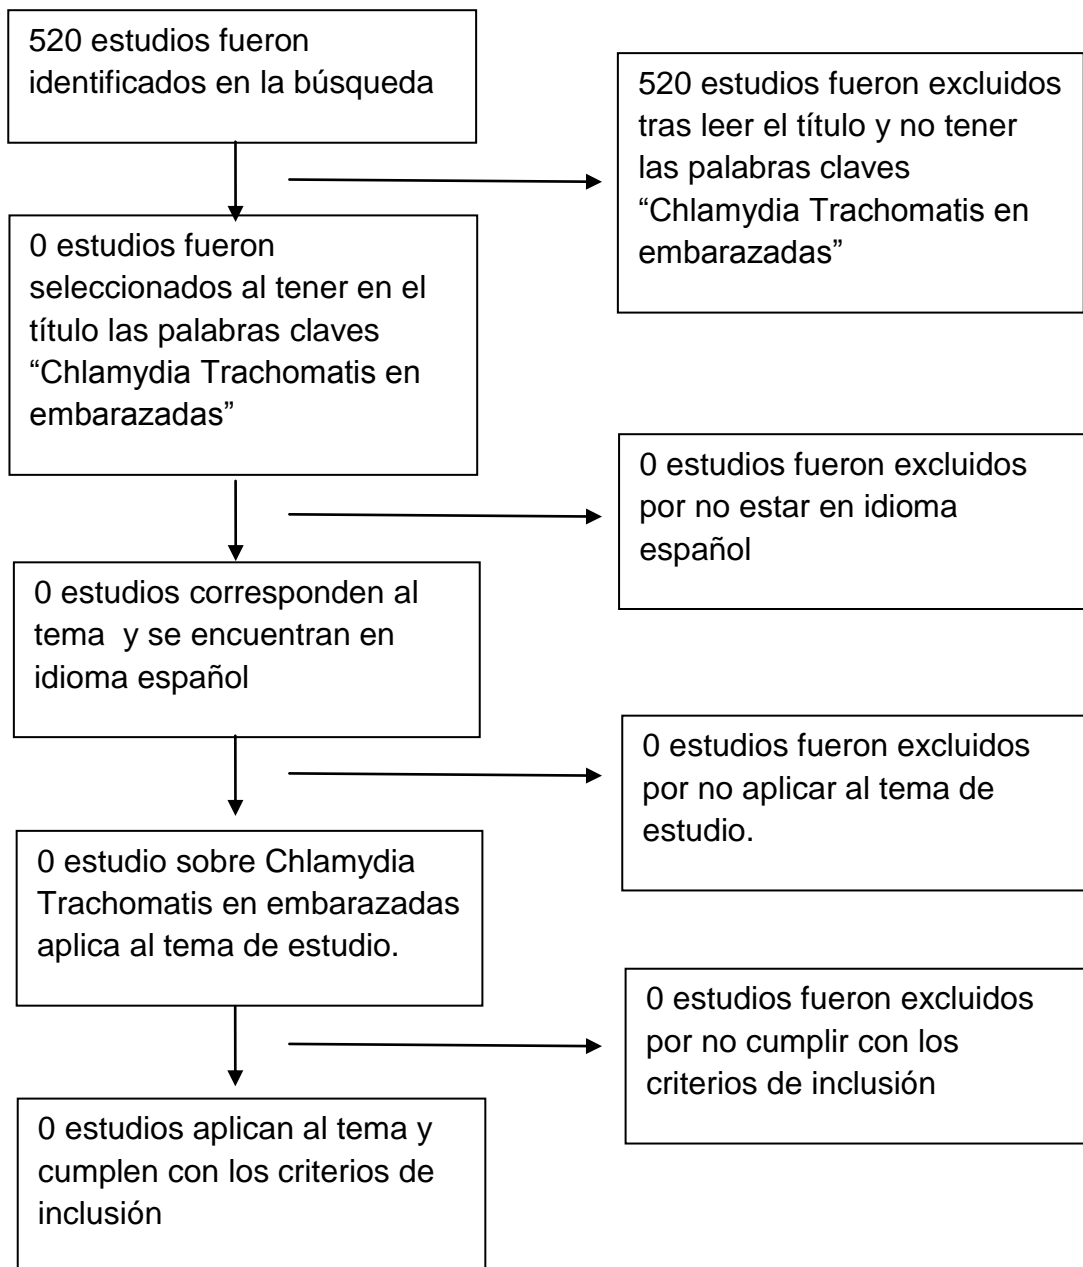 520 estudios fueron
identificados en la búsqueda
520 estudios fueron excluidos
tras leer el título y no tener
las palabras claves
“Chlamydia Trachomatis en
embarazadas”
0 estudios fueron
seleccionados al tener en el
título las palabras claves
“Chlamydia Trachomatis en
embarazadas”
0 estudios fueron excluidos
por no estar en idioma
español
0 estudios corresponden al
tema y se encuentran en
idioma español
0 estudios fueron excluidos
por no aplicar al tema de
estudio.
0 estudio sobre Chlamydia
Trachomatis en embarazadas
aplica al tema de estudio.
0 estudios fueron excluidos
por no cumplir con los
criterios de inclusión
0 estudios aplican al tema y
cumplen con los criterios de
inclusión